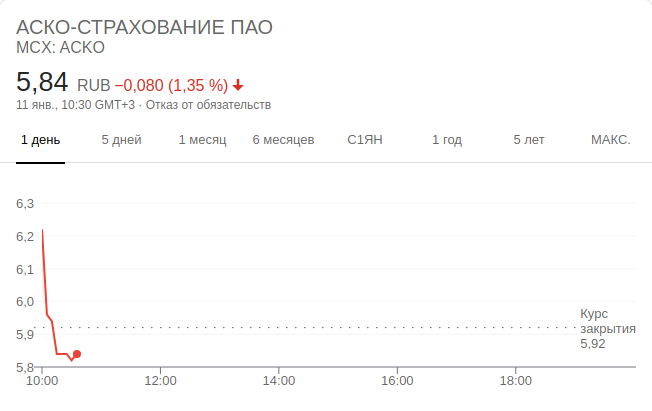 АСКО-СТРАХОВАНИЕ ПАО
MCX: ACKO
5,84 RUB −0,080 (1,35 %)
11 янв., 10:30 GMT+3 · Отказ от обязательств
1 день 5 дней 1 месяц 6 месяцев С1ЯН 1 год 5 лет МАКС.
6,3
6,2
6,1
6,0
5,9
5,8
Курс
закрытия
5,92
10:00 12:00 14:00 16:00 18:00